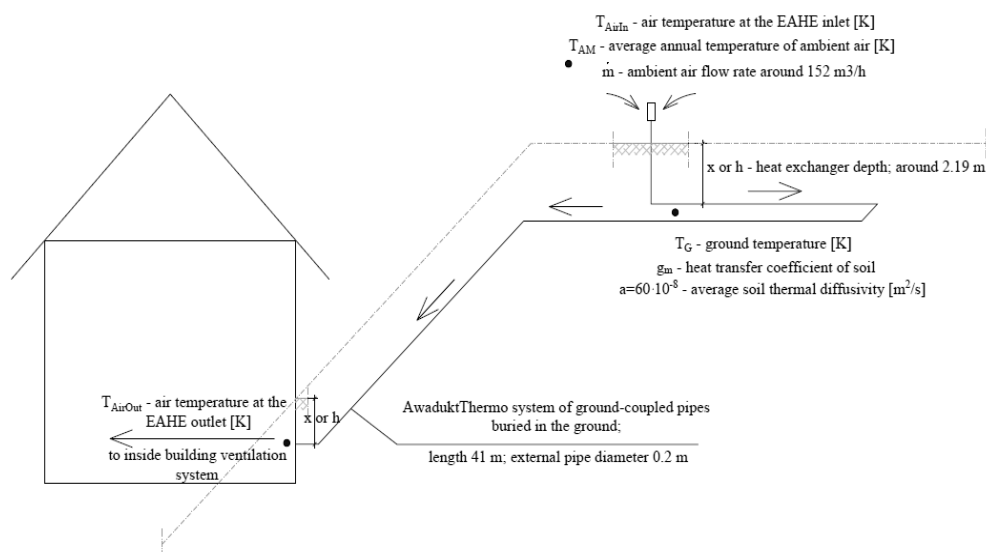 T_AirIn - air temperature at the EAHE inlet [K]
T_AM - average annual temperature of ambient air [K]
ṁ - ambient air flow rate around 152 m3/h
x or h - heat exchanger depth; around 2.19 m
T_G - ground temperature [K]
g_m - heat transfer coefficient of soil
a=60·10^-8 - average soil thermal diffusivity [m^2/s]
T_AirOut - air temperature at the
EAHE outlet [K]
x or h
to inside building ventilation
system
AwaduktThermo system of ground-coupled pipes
buried in the ground;
length 41 m; external pipe diameter 0.2 m